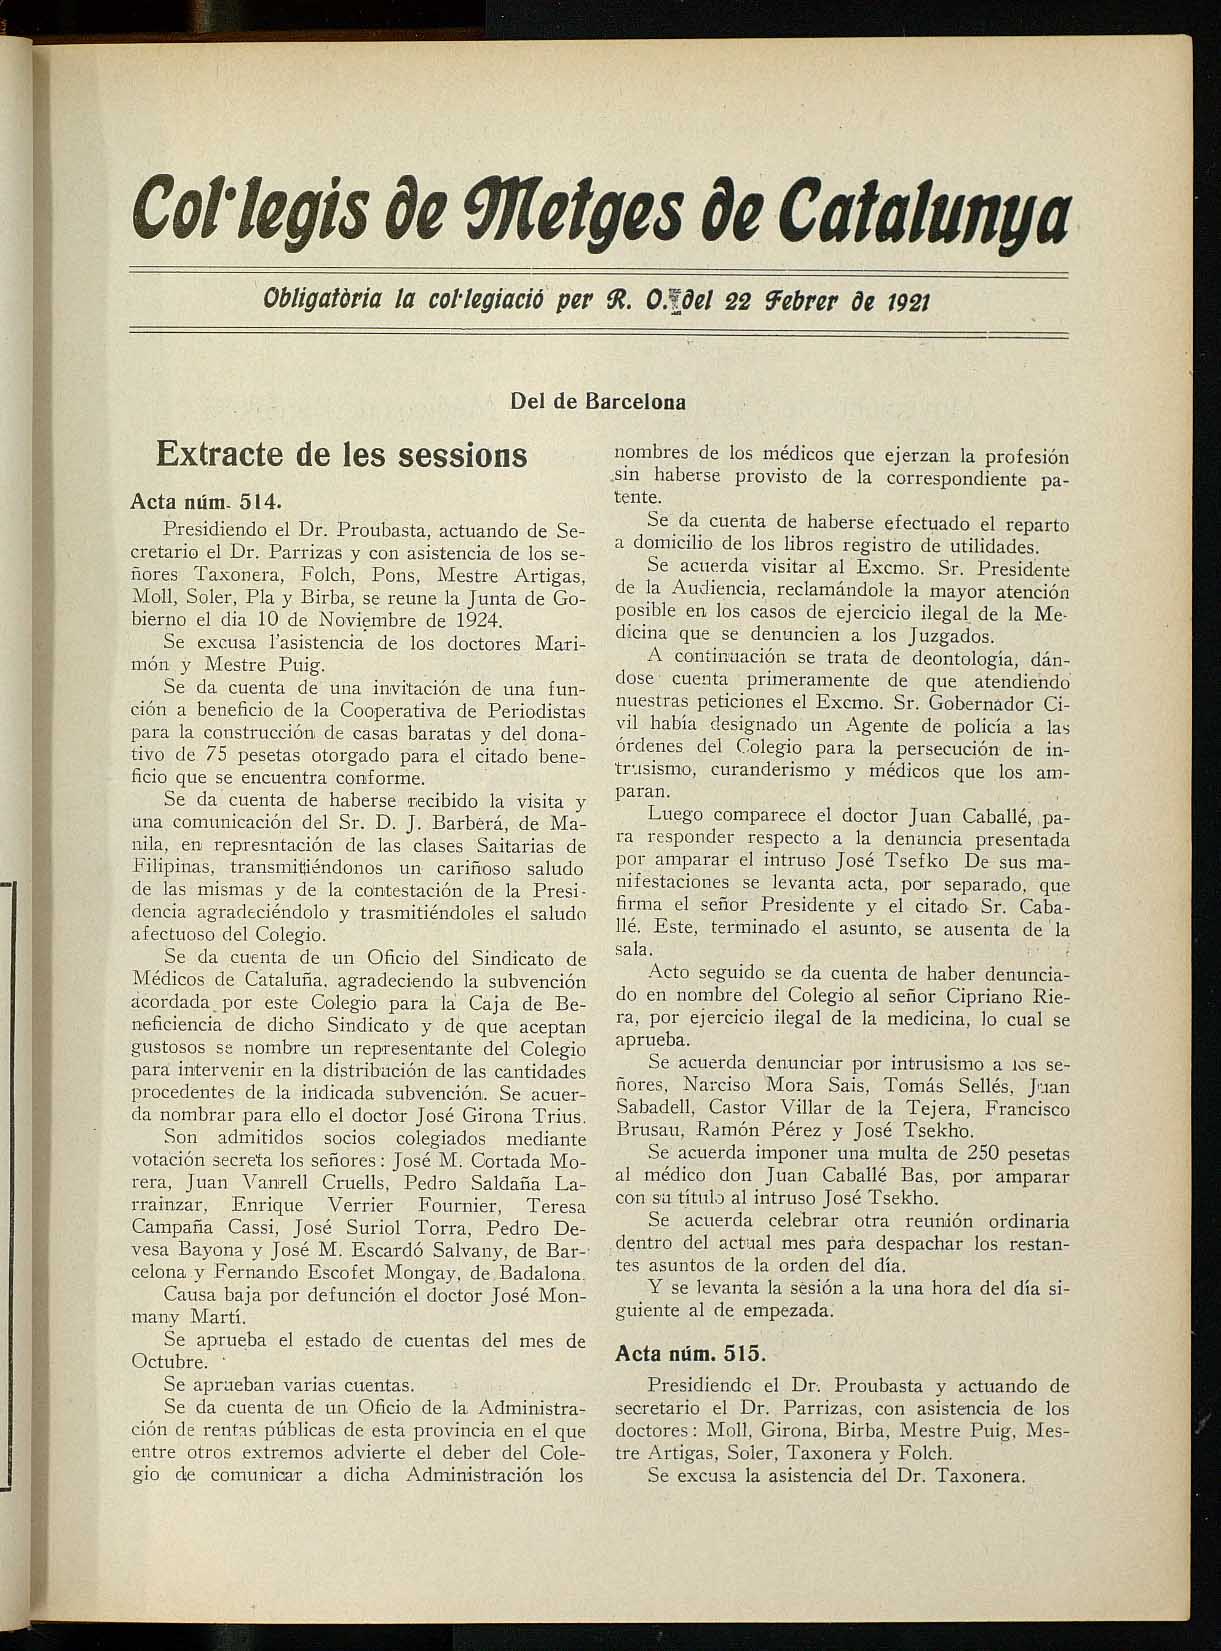 Col·legis de Metges de Catalunya
Obligatòria la col·legiació per R. O. del 22 Febrer de 1921
Del de Barcelona
Extracte de les sessions
Acta núm. 514.
Presidiendo el Dr. Proubasta, actuando de Se-
cretario el Dr. Parrizas y con asistencia de los se-
ñores Taxonera, Folch, Pons, Mestre Artigas,
Moll, Soler, Pla y Birba, se reune la Junta de Go-
bierno el dia 10 de Noviembre de 1924.
Se excusa l'asistencia de los doctores Mari-
món y Mestre Puig.
Se da cuenta de una invitación de una fun-
ción a beneficio de la Cooperativa de Periodistas
para la construcción de casas baratas y del dona-
tivo de 75 pesetas otorgado para el citado bene-
ficio que se encuentra conforme.
Se da cuenta de haberse recibido la visita y
una comunicación del Sr. D. J. Barberá, de Ma-
nila, en represntación de las clases Saitarias de
Filipinas, transmitiéndonos un cariñoso saludo
de las mismas y de la contestación de la Presi-
dencia agradeciéndolo y trasmitiéndoles el saludo
afectuoso del Colegio.
Se da cuenta de un Oficio del Sindicato de
Médicos de Cataluña, agradeciendo la subvención
acordada por este Colegio para la Caja de Be-
neficiencia de dicho Sindicato y de que aceptan
gustosos se nombre un representante del Colegio
para intervenir en la distribución de las cantidades
procedentes de la indicada subvención. Se acuer-
da nombrar para ello el doctor José Girona Trius.
Son admitidos socios colegiados mediante
votación secreta los señores: José M. Cortada Mo-
rera, Juan Vanrell Cruells, Pedro Saldaña La-
rrainzar, Enrique Verrier Fournier, Teresa
Campaña Cassi, José Suriol Torra, Pedro De-
vesa Bayona y José M. Escardó Salvany, de Bar-
celona y Fernando Escofet Mongay, de Badalona.
Causa baja por defunción el doctor José Mon-
many Martí.
Se aprueba el estado de cuentas del mes de
Octubre.
Se aprueban varias cuentas.
Se da cuenta de un Oficio de la Administra-
ción de rentas públicas de esta provincia en el que
entre otros extremos advierte el deber del Cole-
gio de comunicar a dicha Administración los
nombres de los médicos que ejerzan la profesión
sin haberse provisto de la correspondiente pa-
tente.
Se da cuenta de haberse efectuado el reparto
a domicilio de los libros registro de utilidades.
Se acuerda visitar al Excmo. Sr. Presidente
de la Audiencia, reclamándole la mayor atención
posible en los casos de ejercicio ilegal de la Me-
dicina que se denuncien a los Juzgados.
A continuación se trata de deontología, dán-
dose cuenta primeramente de que atendiendo
nuestras peticiones el Excmo. Sr. Gobernador Ci-
vil había designado un Agente de policía a las
órdenes del Colegio para la persecución de in-
trusismo, curanderismo y médicos que los am-
paran.
Luego comparece el doctor Juan Caballé, pa-
ra responder respecto a la denuncia presentada
por amparar el intruso José Tsefko De sus ma-
nifestaciones se levanta acta, por separado, que
firma el señor Presidente y el citado Sr. Caba-
llé. Este, terminado el asunto, se ausenta de la
sala.
Acto seguido se da cuenta de haber denuncia-
do en nombre del Colegio al señor Cipriano Rie-
ra, por ejercicio ilegal de la medicina, lo cual se
aprueba.
Se acuerda denunciar por intrusismo a los se-
ñores, Narciso Mora Sais, Tomás Sellés, Juan
Sabadell, Castor Villar de la Tejera, Francisco
Brusau, Ramón Pérez y José Tsekho.
Se acuerda imponer una multa de 250 pesetas
al médico don Juan Caballé Bas, por amparar
con su título al intruso José Tsekho.
Se acuerda celebrar otra reunión ordinaria
dentro del actual mes para despachar los restan-
tes asuntos de la orden del día.
Y se levanta la sesión a la una hora del día si-
guiente al de empezada.
Acta núm. 515.
Presidiendo el Dr. Proubasta y actuando de
secretario el Dr. Parrizas, con asistencia de los
doctores: Moll, Girona, Birba, Mestre Puig, Mes-
tre Artigas, Soler, Taxonera y Folch.
Se excusa la asistencia del Dr. Taxonera.